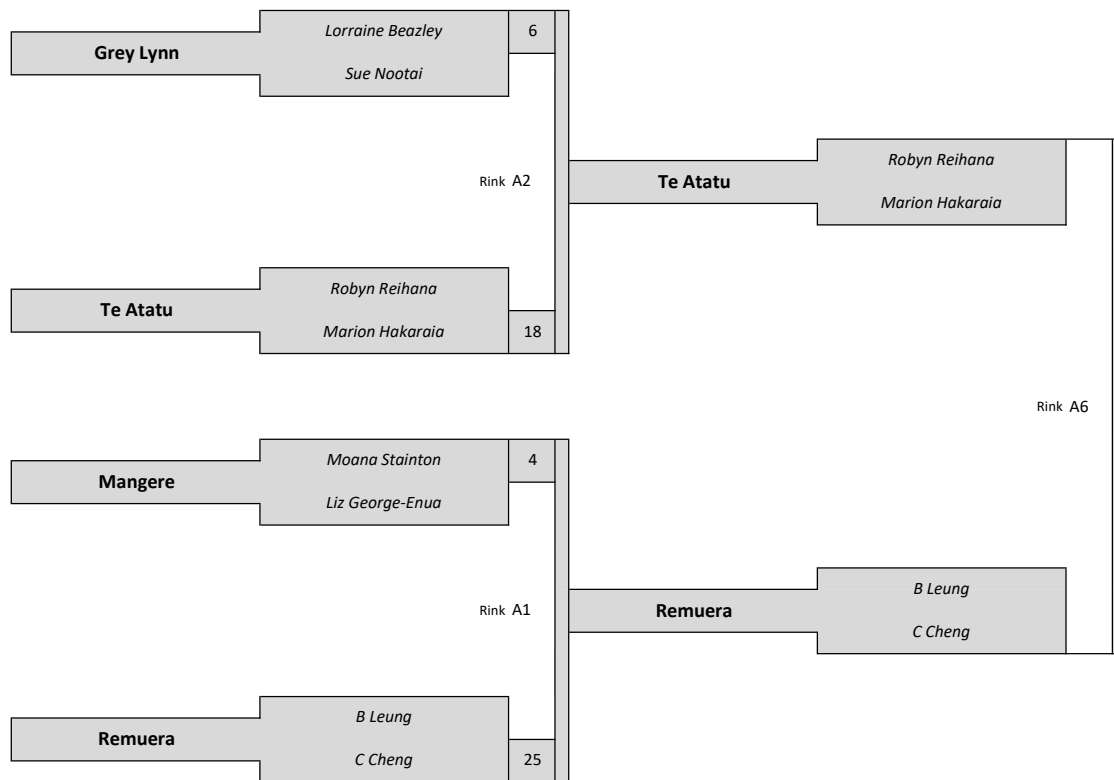 Lorraine Beazley 6
Grey Lynn
Sue Nootai
Robyn Reihana
Rink A2
Te Atatu
Marion Hakaraia
Robyn Reihana
Te Atatu
Marion Hakaraia 18
Rink A6
Moana Stainton 4
Mangere
Liz George-Enua
B Leung
Rink A1
Remuera
C Cheng
B Leung
Remuera
C Cheng 25